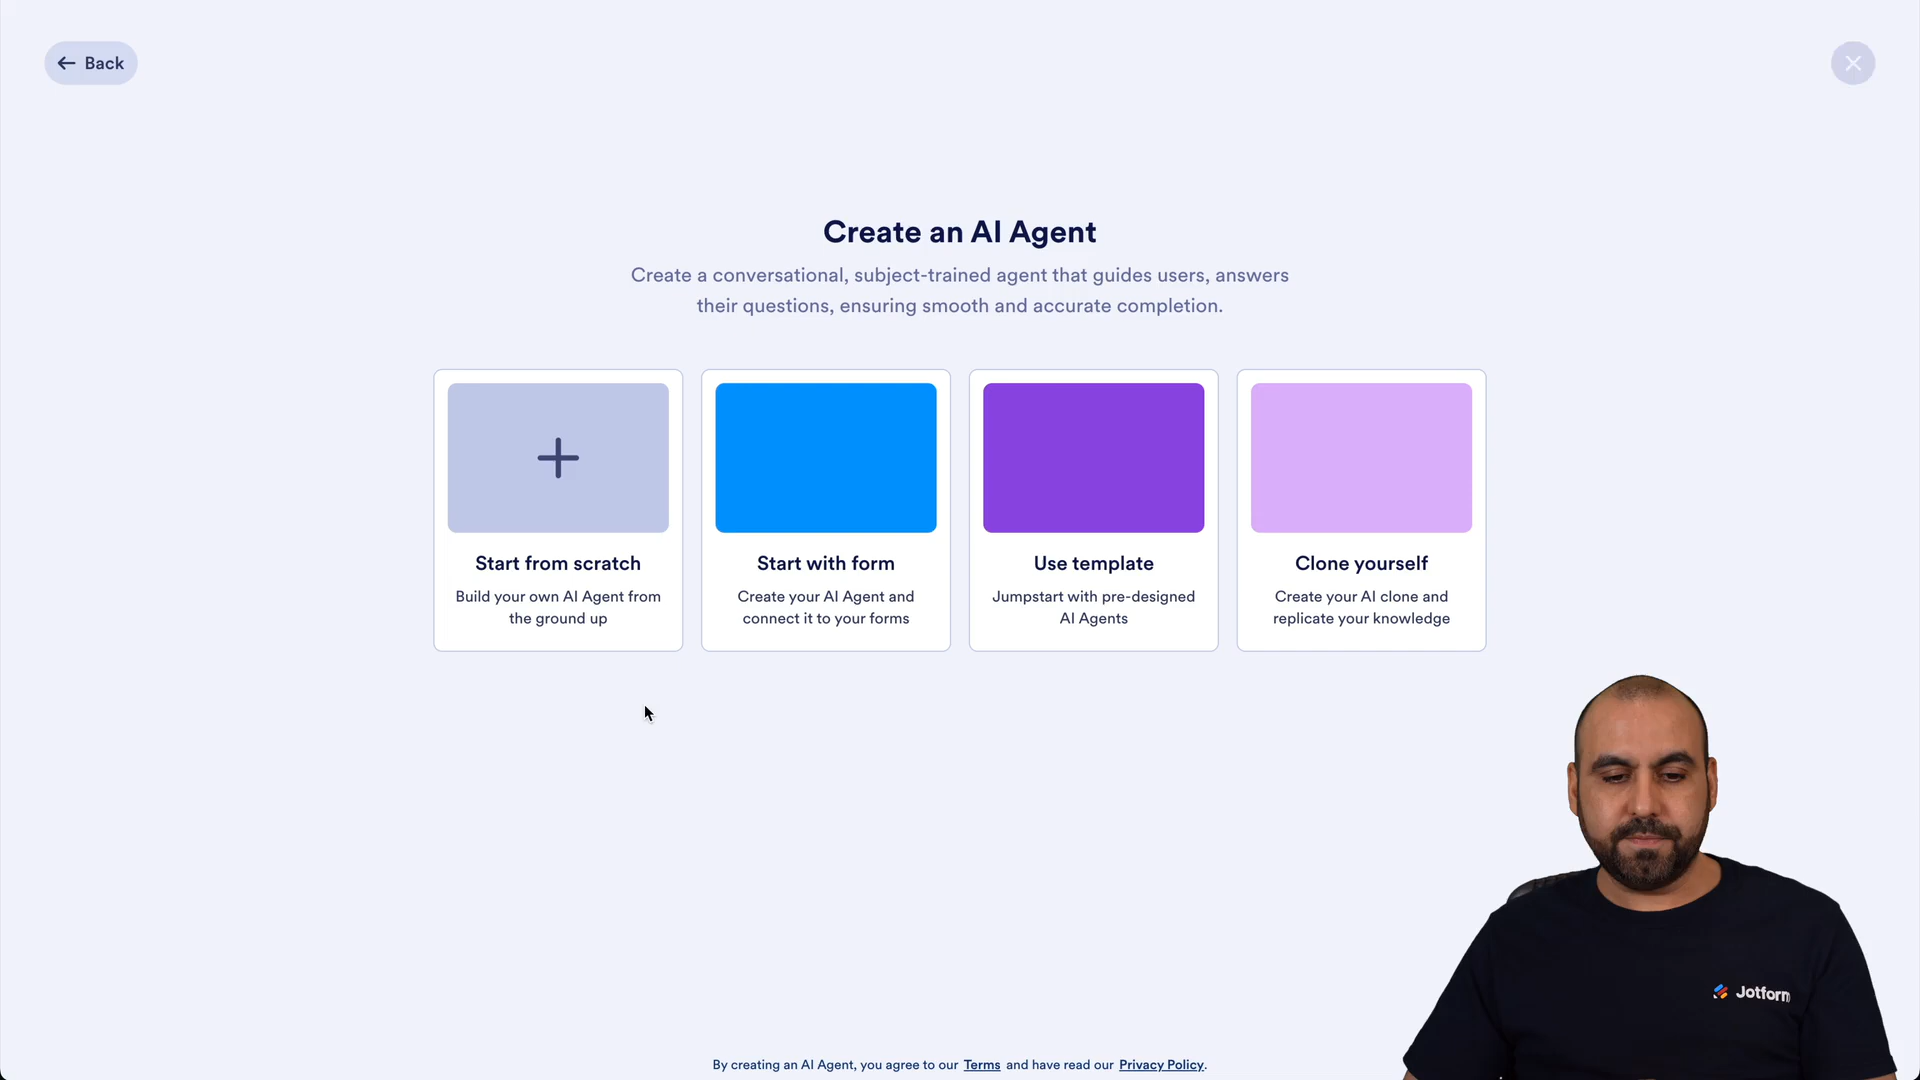 Back
Create an AI Agent
Create a conversational, subject-trained agent that guides users, answers
their questions, ensuring smooth and accurate completion.
Start from scratch
Build your own AI Agent from
the ground up
Start with form
Create your AI Agent and
connect it to your forms
Use template
Jumpstart with pre-designed
AI Agents
Clone yourself
Create your AI clone and
replicate your knowledge
Jotform
By creating an AI Agent, you agree to our Terms and have read our Privacy Policy.